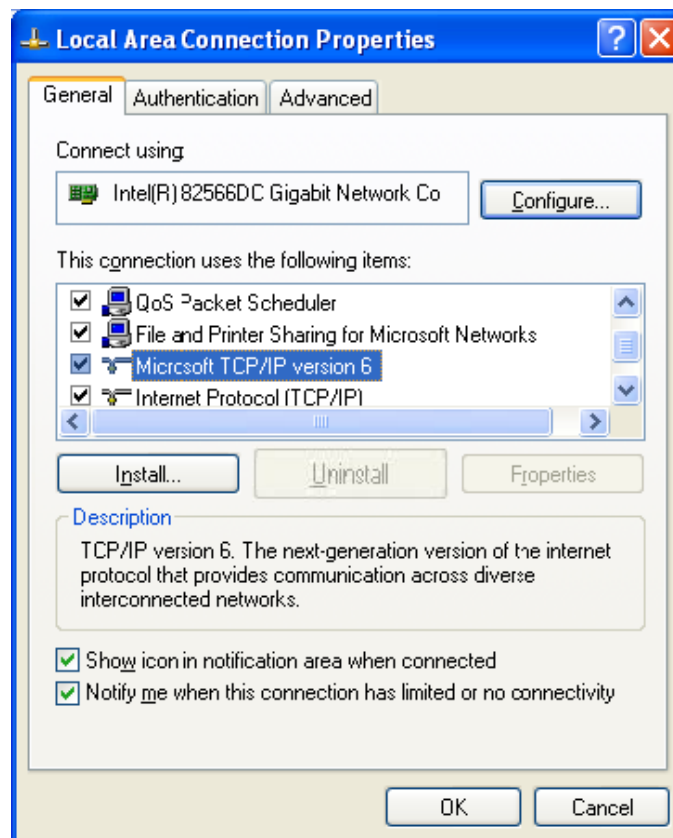 Local Area Connection Properties
General Authentication Advanced
Connect using
Intel(R) 82566DC Gigabit Network Co
Configure...
This connection uses the following items:
QoS Packet Scheduler
File and Printer Sharing for Microsoft Networks
Microsoft TCP/IP version 6
Internet Protocol (TCP/IP)
Install... Uninstall Properties
Description
TCP/IP version 6. The next-generation version of the internet
protocol that provides communication across diverse
interconnected networks.
Show icon in notification area when connected
Notify me when this connection has limited or no connectivity
OK Cancel